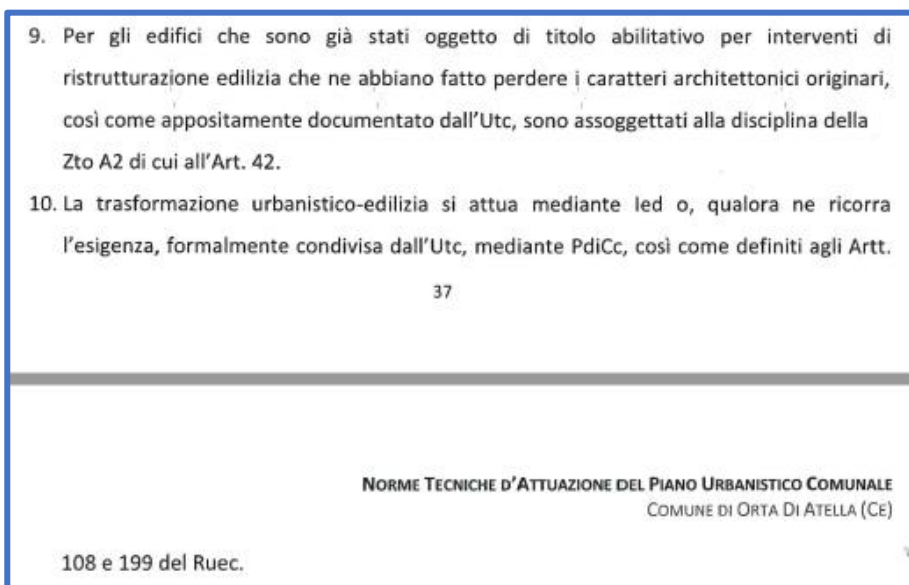 9. Per gli edifici che sono già stati oggetto di titolo abilitativo per interventi di
ristrutturazione edilizia che ne abbiano fatto perdere i caratteri architettonici originari,
così come appositamente documentato dall'Utc, sono assoggettati alla disciplina della
Zto A2 di cui all'Art. 42.
10. La trasformazione urbanistico-edilizia si attua mediante Ied o, qualora ne ricorra
l'esigenza, formalmente condivisa dall'Utc, mediante PdiCc, così come definiti agli Artt.
37
NORME TECNICHE D'ATTUAZIONE DEL PIANO URBANISTICO COMUNALE
COMUNE DI ORTA DI ATELLA (CE)
108 e 199 del Ruec.